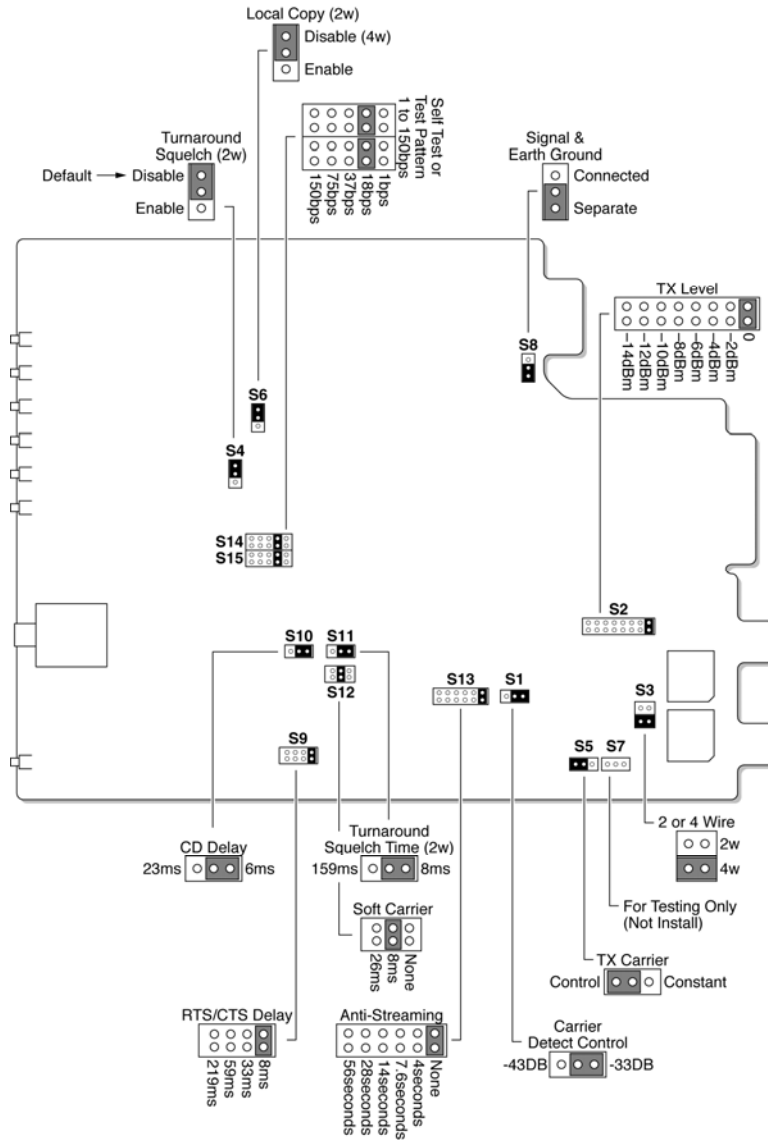 Local Copy (2w)
Disable (4w)
Enable
Self Test or
Test Pattern
1 to 150bps
150bps
75bps
37bps
18bps
1bps
Turnaround
Squelch (2w)
Default
Disable
Enable
Signal &
Earth Ground
Connected
Separate
TX Level
-14dBm
-12dBm
-10dBm
-8dBm
-6dBm
-4dBm
-2dBm
0
S8
S6
S4
S14
S15
S2
S10
S11
S12
S13
S1
S3
S9
S5
S7
CD Delay
23ms
6ms
Turnaround
Squelch Time (2w)
159ms
8ms
2 or 4 Wire
2w
4w
Soft Carrier
26ms
8ms
None
For Testing Only
(Not Install)
TX Carrier
Control
Constant
RTS/CTS Delay
219ms
59ms
33ms
8ms
Anti-Streaming
56seconds
28seconds
14seconds
7.6seconds
4seconds
None
Carrier
Detect Control
-43DB
-33DB